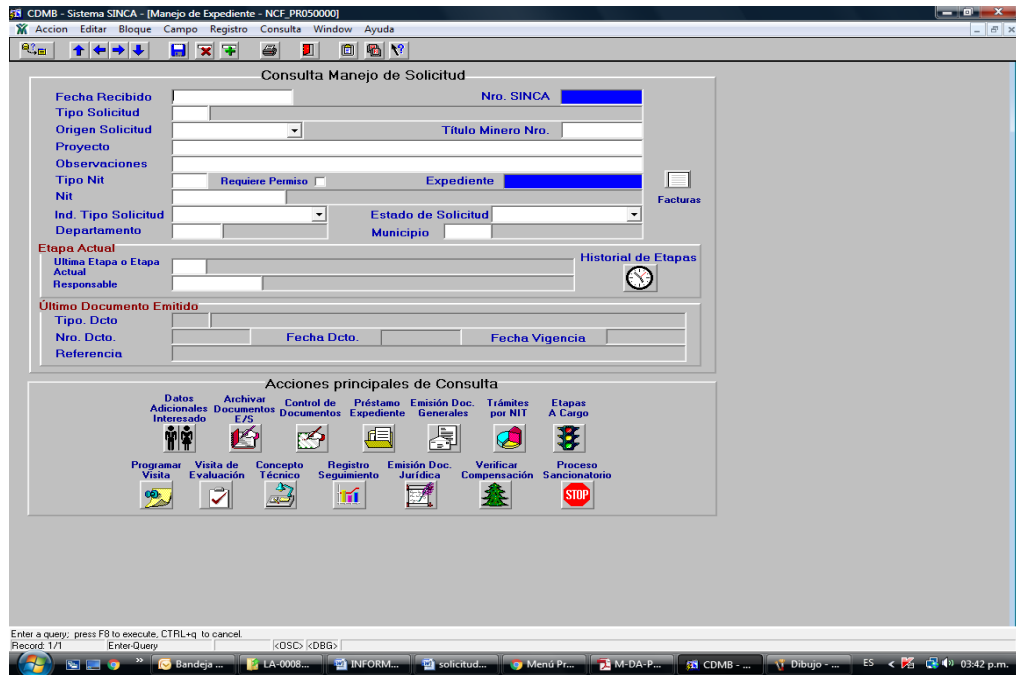 CDMB - Sistema SINCA - [Manejo de Expediente - NCF_PR050000]
Accion Editar Bloque Campo Registro Consulta Window Ayuda
Consulta Manejo de Solicitud
Fecha Recibido Nro. SINCA
Tipo Solicitud
Origen Solicitud Título Minero Nro.
Proyecto
Observaciones
Tipo Nit Requiere Permiso Expediente
Nit Facturas
Ind. Tipo Solicitud Estado de Solicitud
Departamento Municipio
Etapa Actual
Ultima Etapa o Etapa Actual Historial de Etapas
Responsable
Último Documento Emitido
Tipo. Dcto
Nro. Dcto. Fecha Dcto. Fecha Vigencia
Referencia
Acciones principales de Consulta
Datos Adicionales Interesado Archivar Documentos E/S Control de Documentos Préstamo Expediente Emisión Doc. Generales Trámites por NIT Etapas A Cargo
Programar Visita Visita de Evaluación Concepto Técnico Registro Seguimiento Emisión Doc. Jurídica Verificar Compensación Proceso Sancionatorio
STOP
Enter a query; press F8 to execute, CTRL+q to cancel.
Record: 1/1 Enter-Query <OSC> <DBG>
Bandeja ... LA-0008... INFORM... solicitud... Menú Pr... M-DA-P... CDMB - ... Dibujo - ... ES < 03:42 p.m.